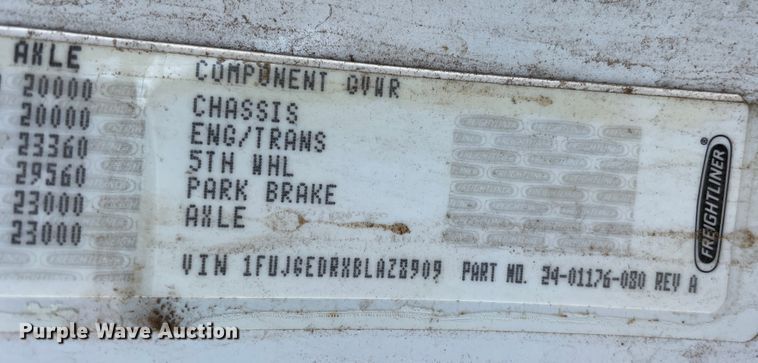 AXLE
20000
20000
23360
29560
23000
23000
COMPONENT GVWR
CHASSIS
ENG/TRANS
5TH WHL
PARK BRAKE
AXLE
VIN 1FUJGEDRXBLAZ8909 PART NO. 24-01176-080 REV A
FREIGHTLINER
Purple Wave Auction